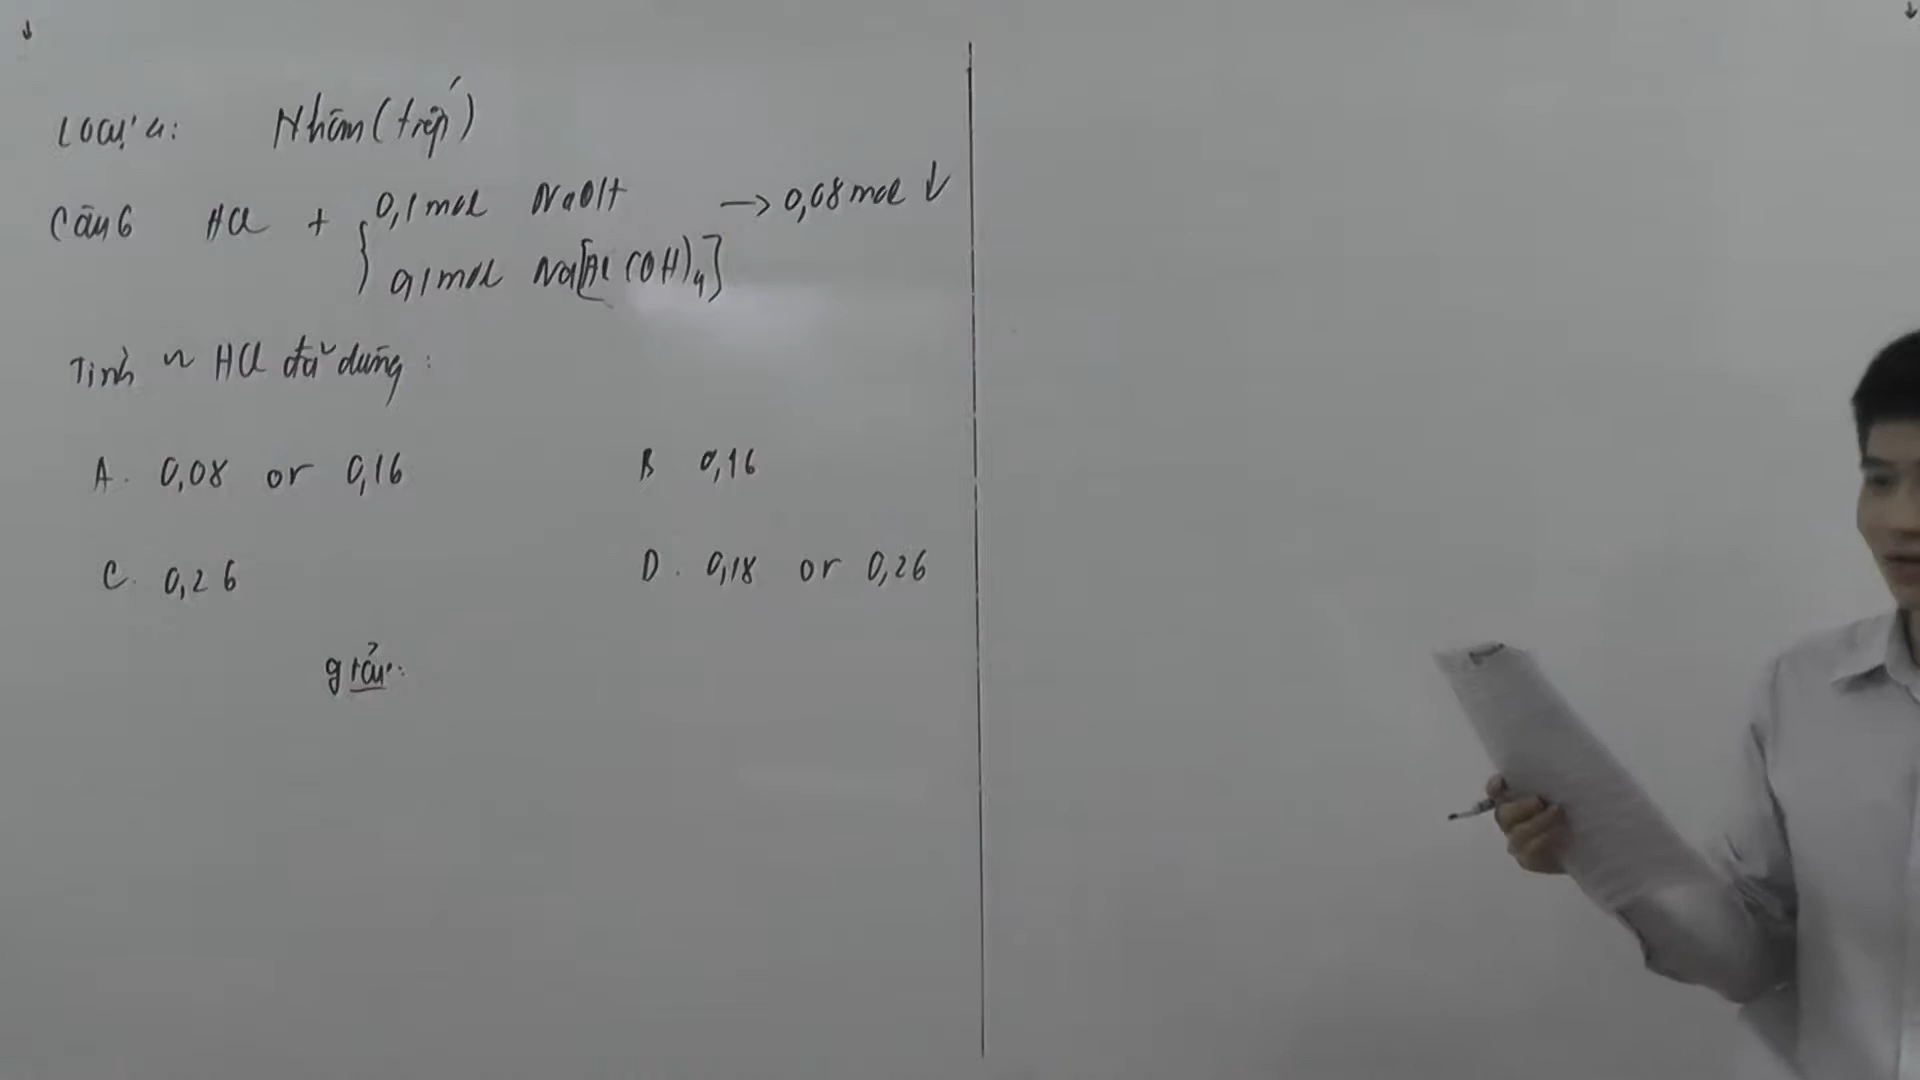 Loại 4: Nhôm (tiếp)
Câu 6 HCl + { 0,1 mol NaOH → 0,08 mol ↓
0,1 mol Na[Al(OH)₄]
Tính n HCl đã dùng:
A. 0,08 or 0,16 B 0,16
C. 0,26 D. 0,18 or 0,26
giải: